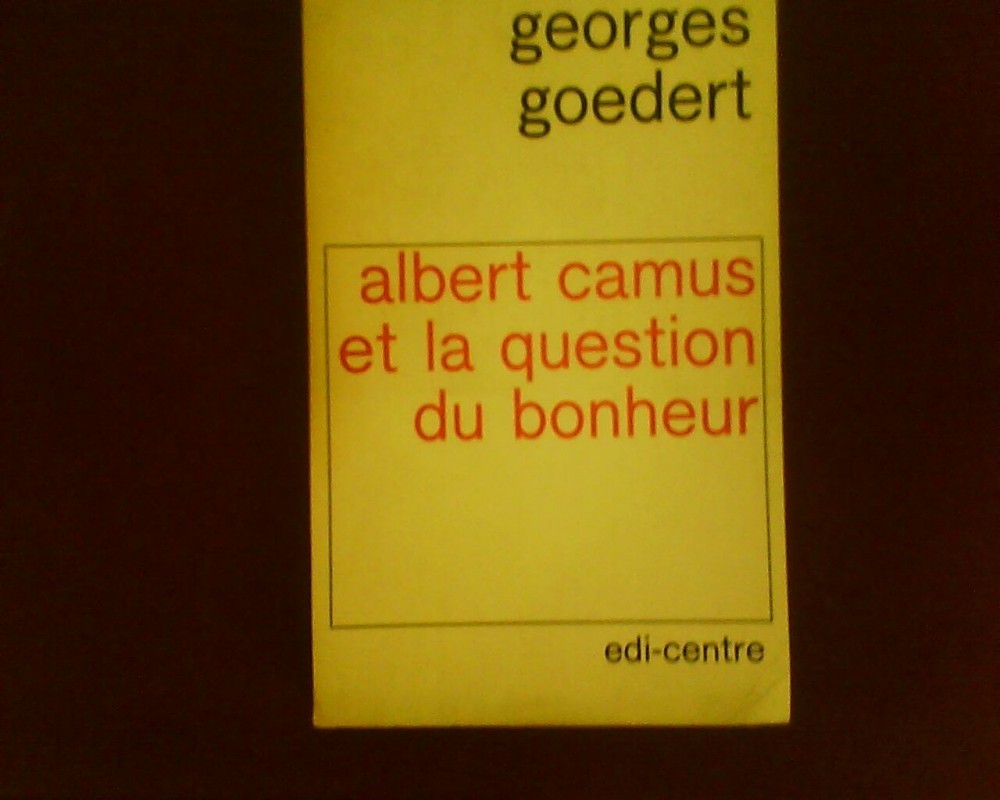 georges
goedert
albert camus
et la question
du bonheur
edi-centre